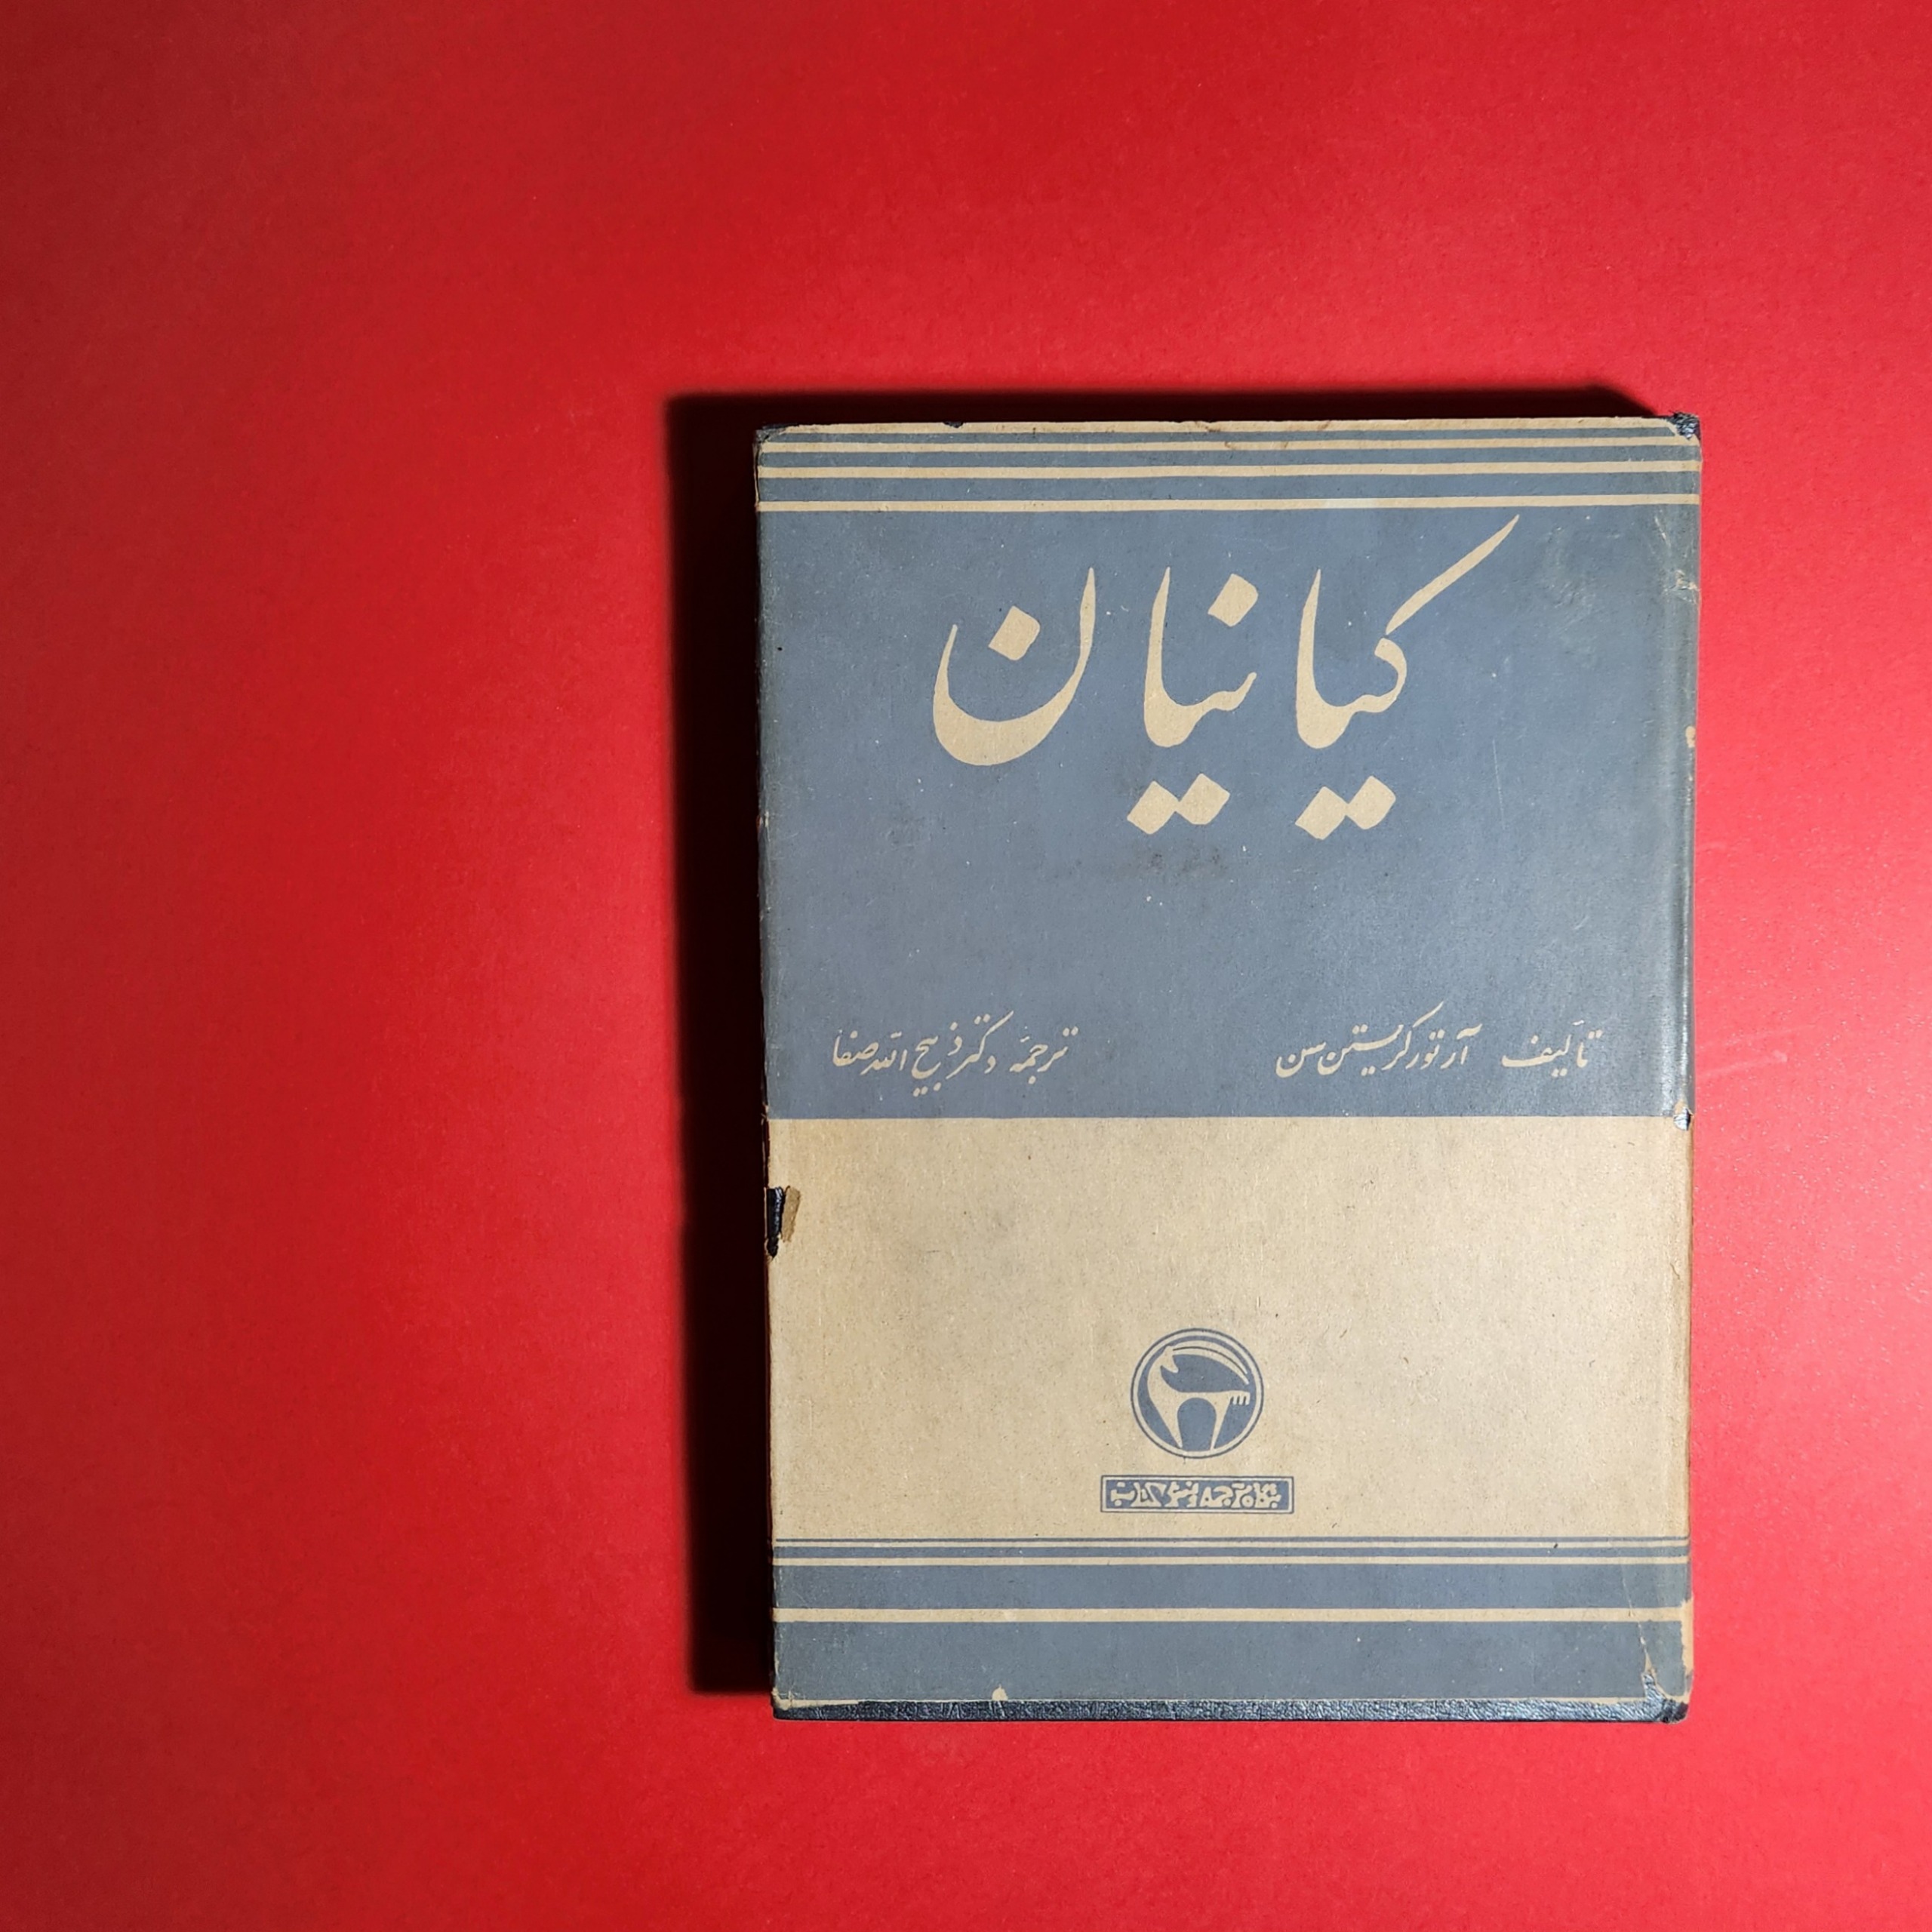 کیانیان
تألیف آرتور کریستن سن
ترجمه دکتر ذبیح الله صفا
بنگاه ترجمه و نشر کتاب